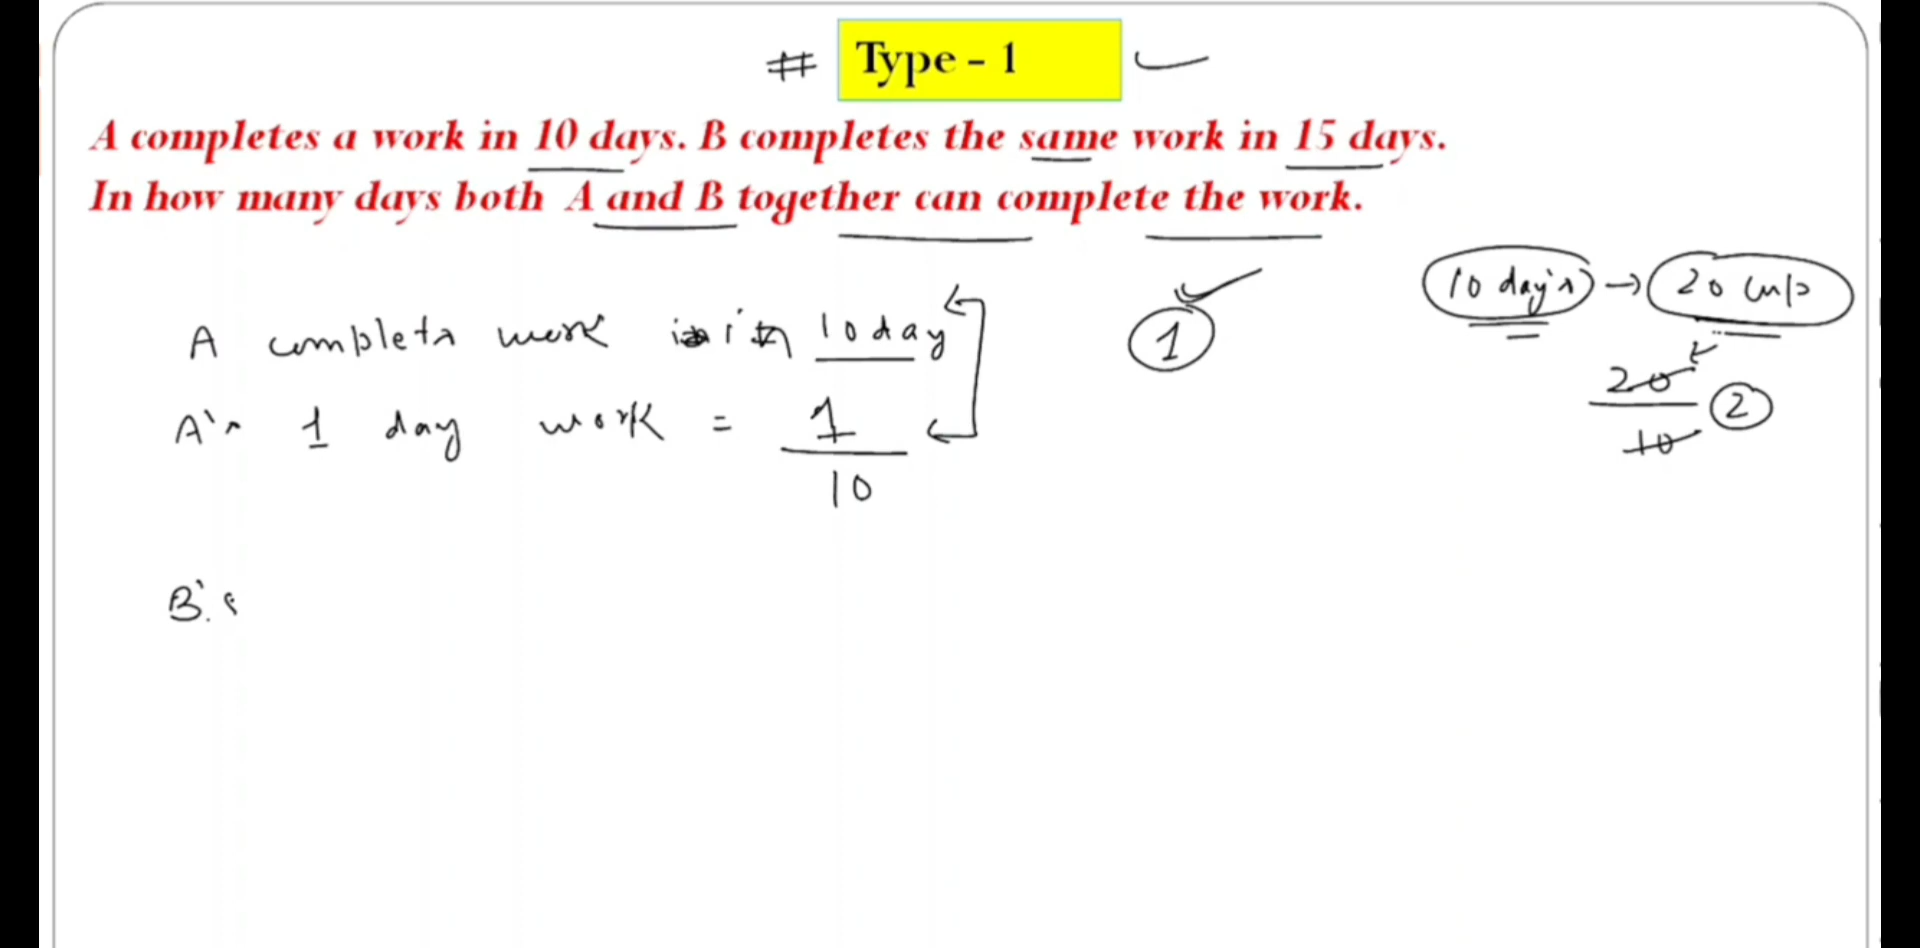 # Type - 1
A completes a work in 10 days. B completes the same work in 15 days.
In how many days both A and B together can complete the work.
A completes work in 10 day
A's 1 day work = 1/10
1
10 day's → 20
20/10 2
B's